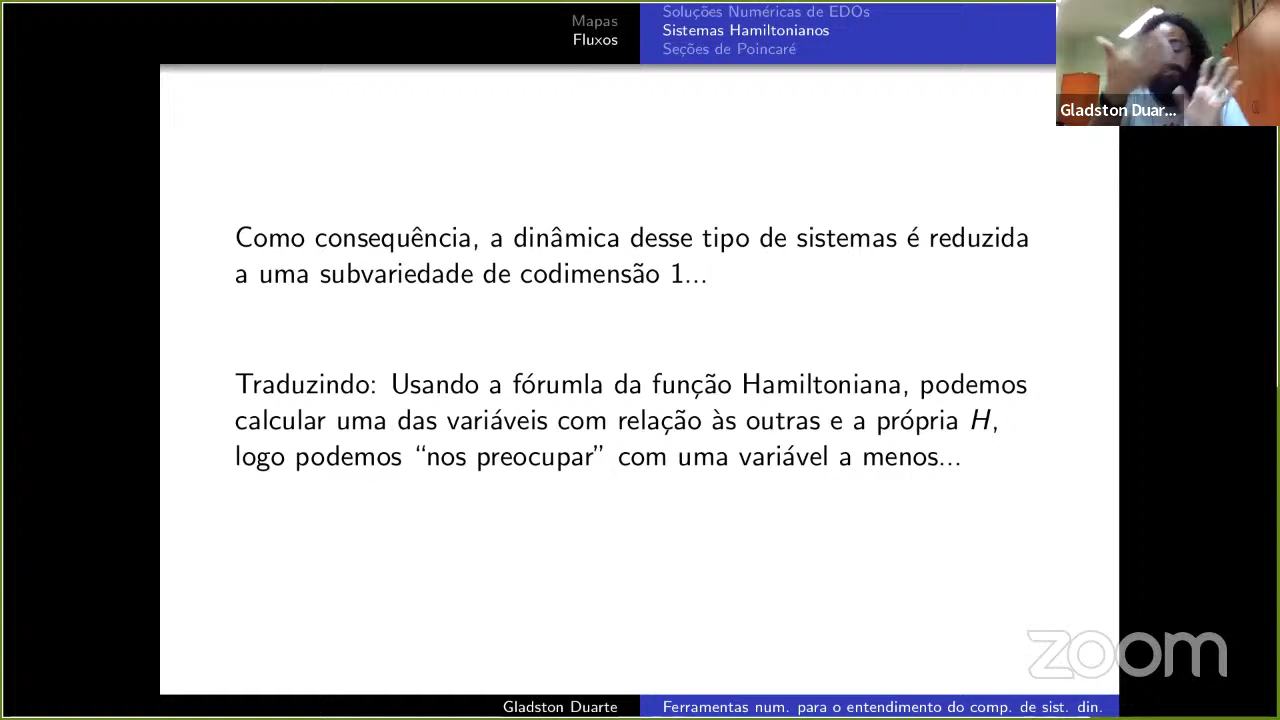 Mapas
Fluxos
Soluções Numéricas de EDOs
Sistemas Hamiltonianos
Seções de Poincaré
Gladston Duar...
Como consequência, a dinâmica desse tipo de sistemas é reduzida
a uma subvariedade de codimensão 1...
Traduzindo: Usando a fórumla da função Hamiltoniana, podemos
calcular uma das variáveis com relação às outras e a própria H,
logo podemos “nos preocupar” com uma variável a menos...
zoom
Gladston Duarte
Ferramentas num. para o entendimento do comp. de sist. din.